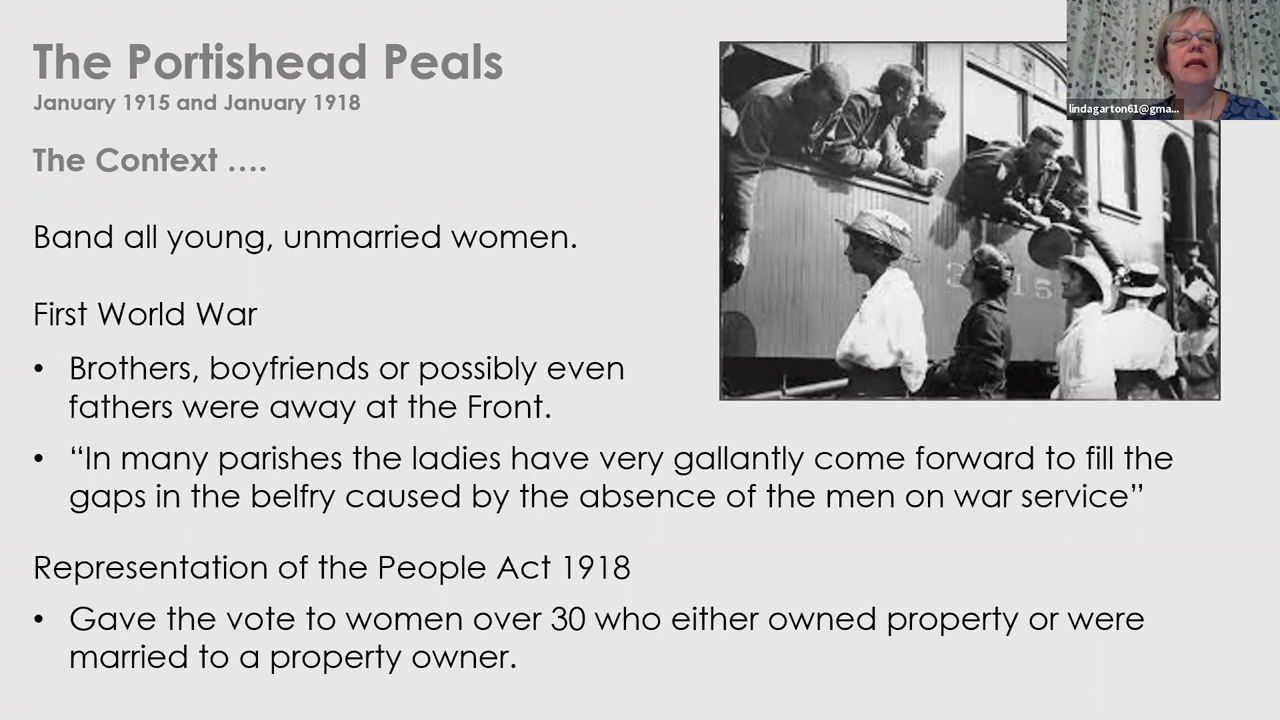 The Portishead Peals
January 1915 and January 1918
lindagarton61@gma...
The Context ....
Band all young, unmarried women.
First World War
• Brothers, boyfriends or possibly even
fathers were away at the Front.
• “In many parishes the ladies have very gallantly come forward to fill the
gaps in the belfry caused by the absence of the men on war service”
Representation of the People Act 1918
• Gave the vote to women over 30 who either owned property or were
married to a property owner.